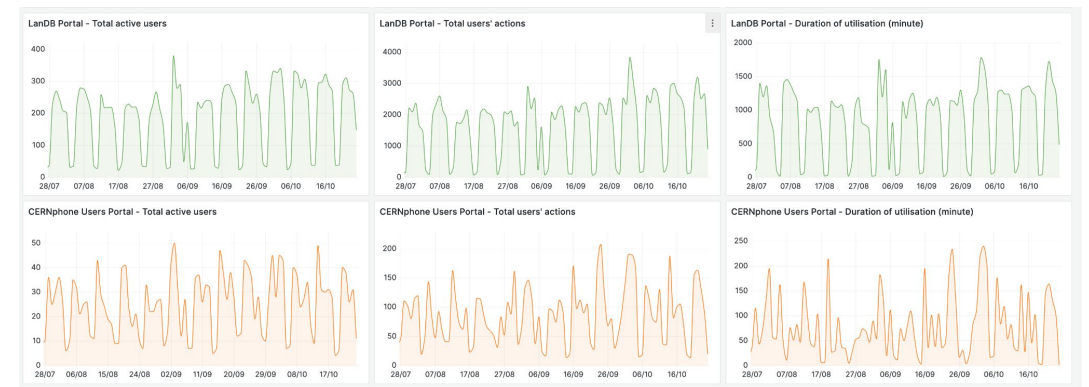 LanDB Portal - Total active users
400
300
200
100
0
28/07 07/08 17/08 27/08 06/09 16/09 26/09 06/10 16/10
LanDB Portal - Total users' actions
4000
3000
2000
1000
0
28/07 07/08 17/08 27/08 06/09 16/09 26/09 06/10 16/10
LanDB Portal - Duration of utilisation (minute)
2000
1500
1000
500
0
28/07 07/08 17/08 27/08 06/09 16/09 26/09 06/10 16/10
CERNphone Users Portal - Total active users
50
40
30
20
10
0
28/07 06/08 15/08 24/08 02/09 11/09 20/09 29/09 08/10 17/10
CERNphone Users Portal - Total users' actions
200
150
100
50
0
28/07 07/08 17/08 27/08 06/09 16/09 26/09 06/10 16/10
CERNphone Users Portal - Duration of utilisation (minute)
250
200
150
100
50
0
28/07 07/08 17/08 27/08 06/09 16/09 26/09 06/10 16/10